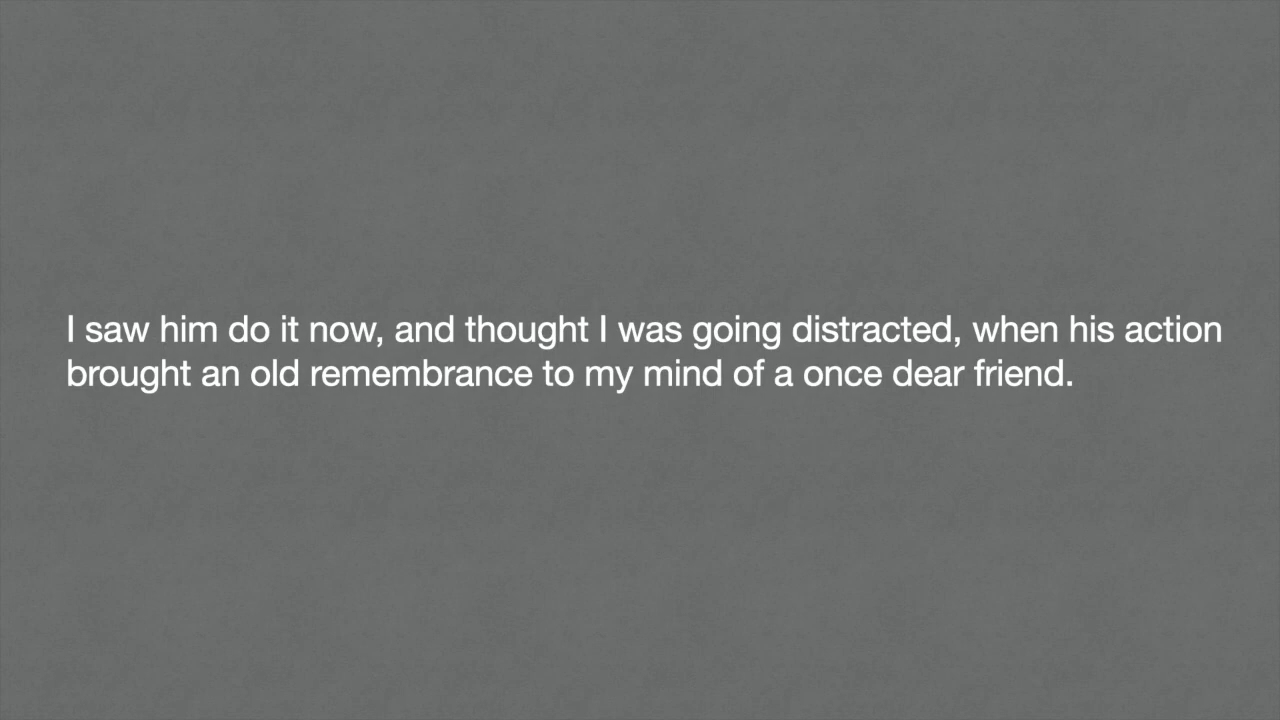 I saw him do it now, and thought I was going distracted, when his action
brought an old remembrance to my mind of a once dear friend.